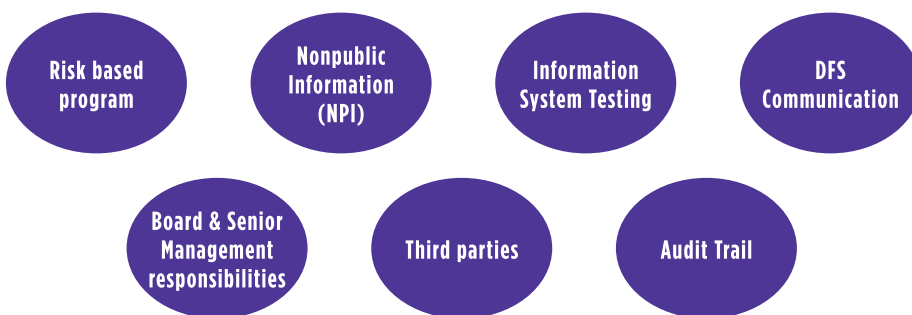 Risk based
program
Nonpublic
Information
(NPI)
Information
System Testing
DFS
Communication
Board & Senior
Management
responsibilities
Third parties
Audit Trail